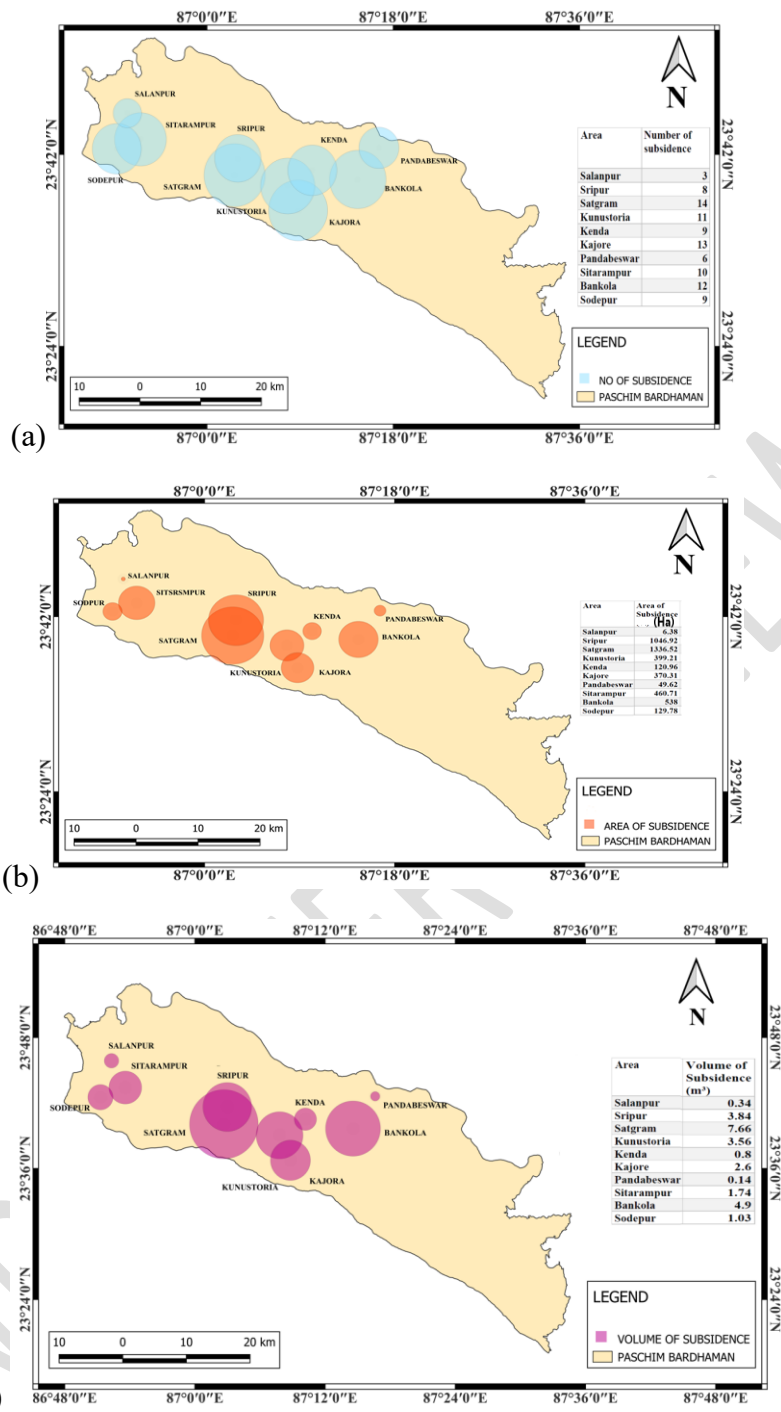 87°0′0″E 87°18′0″E 87°36′0″E
N
SALANPUR
SITARAMPUR
SRIPUR
KENDA
PANDABESWAR
SODEPUR
SATGRAM
BANKOLA
KUNUSTORIA
KAJORA
23°42′0″N 23°42′0″N
23°24′0″N 23°24′0″N
Area Number of
subsidence
Salanpur 3
Sripur 8
Satgram 14
Kunustoria 11
Kenda 9
Kajore 13
Pandabeswar 6
Sitarampur 10
Bankola 12
Sodepur 9
LEGEND
NO OF SUBSIDENCE
PASCHIM BARDHAMAN
10 0 10 20 km
(a)
87°0′0″E 87°18′0″E 87°36′0″E
87°0′0″E 87°18′0″E 87°36′0″E
N
SALANPUR
SITSRSMPUR
SRIPUR
SODPUR
KENDA
PANDABESWAR
SATGRAM
BANKOLA
KUNUSTORIA
KAJORA
23°42′0″N 23°42′0″N
23°24′0″N 23°24′0″N
Area Area of
Subsidence
(Ha)
Salanpur 6.38
Sripur 1046.92
Satgram 1336.52
Kunustoria 399.21
Kenda 120.96
Kajore 370.31
Pandabeswar 49.62
Sitarampur 460.71
Bankola 538
Sodepur 129.78
LEGEND
AREA OF SUBSIDENCE
PASCHIM BARDHAMAN
10 0 10 20 km
(b)
87°0′0″E 87°18′0″E 87°36′0″E
86°48′0″E 87°0′0″E 87°12′0″E 87°24′0″E 87°36′0″E 87°48′0″E
N
SALANPUR
SITARAMPUR
SRIPUR
SODEPUR
KENDA
PANDABESWAR
SATGRAM
BANKOLA
KUNUSTORIA
KAJORA
23°48′0″N 23°48′0″N
23°36′0″N 23°36′0″N
23°24′0″N 23°24′0″N
Area Volume of
Subsidence
(m³)
Salanpur 0.34
Sripur 3.84
Satgram 7.66
Kunustoria 3.56
Kenda 0.8
Kajore 2.6
Pandabeswar 0.14
Sitarampur 1.74
Bankola 4.9
Sodepur 1.03
LEGEND
VOLUME OF SUBSIDENCE
PASCHIM BARDHAMAN
10 0 10 20 km
86°48′0″E 87°0′0″E 87°12′0″E 87°24′0″E 87°36′0″E 87°48′0″E